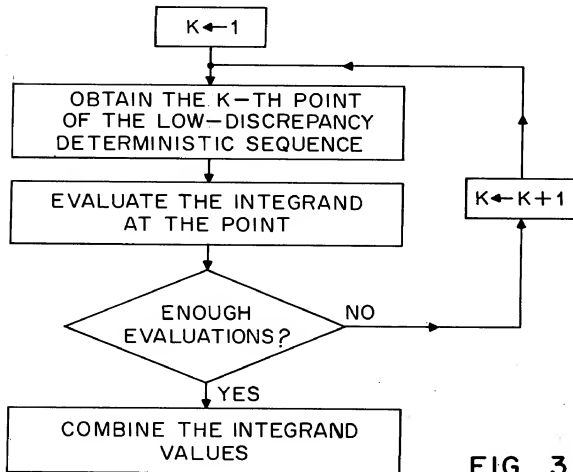 K←1
OBTAIN THE K—TH POINT
OF THE LOW—DISCREPANCY
DETERMINISTIC SEQUENCE
EVALUATE THE INTEGRAND
AT THE POINT
K←K+1
ENOUGH
EVALUATIONS?
NO
YES
COMBINE THE INTEGRAND
VALUES
FIG. 3